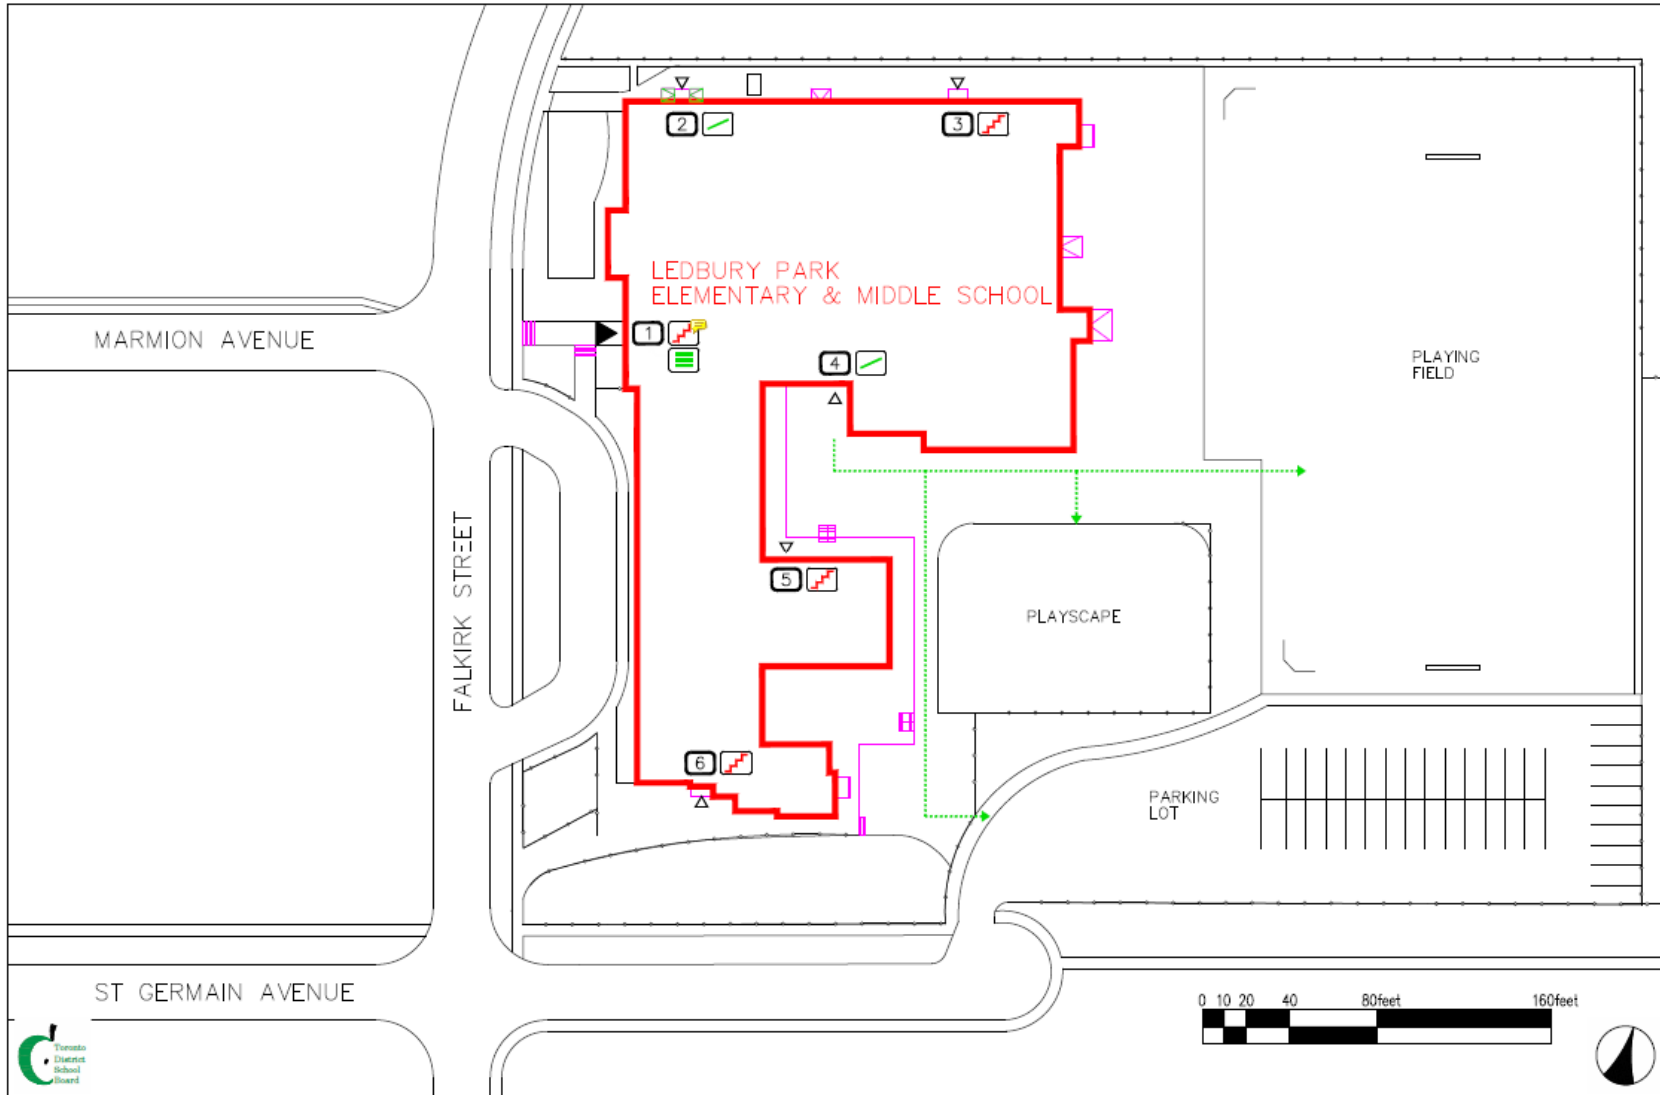 2
3
LEDBURY PARK
ELEMENTARY & MIDDLE SCHOOL
MARMION AVENUE
1
4
PLAYING
FIELD
FALKIRK STREET
5
PLAYSCAPE
6
PARKING
LOT
ST GERMAIN AVENUE
0 10 20 40 80feet 160feet
Toronto
District
School
Board